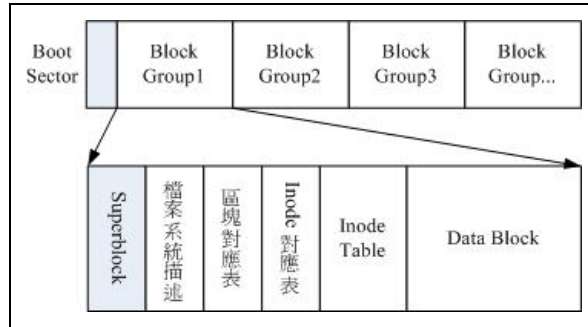 Boot
Sector
Block
Group1
Block
Group2
Block
Group3
Block
Group...
Superblock
檔案系統描述
區塊對應表
Inode 對應表
Inode
Table
Data Block